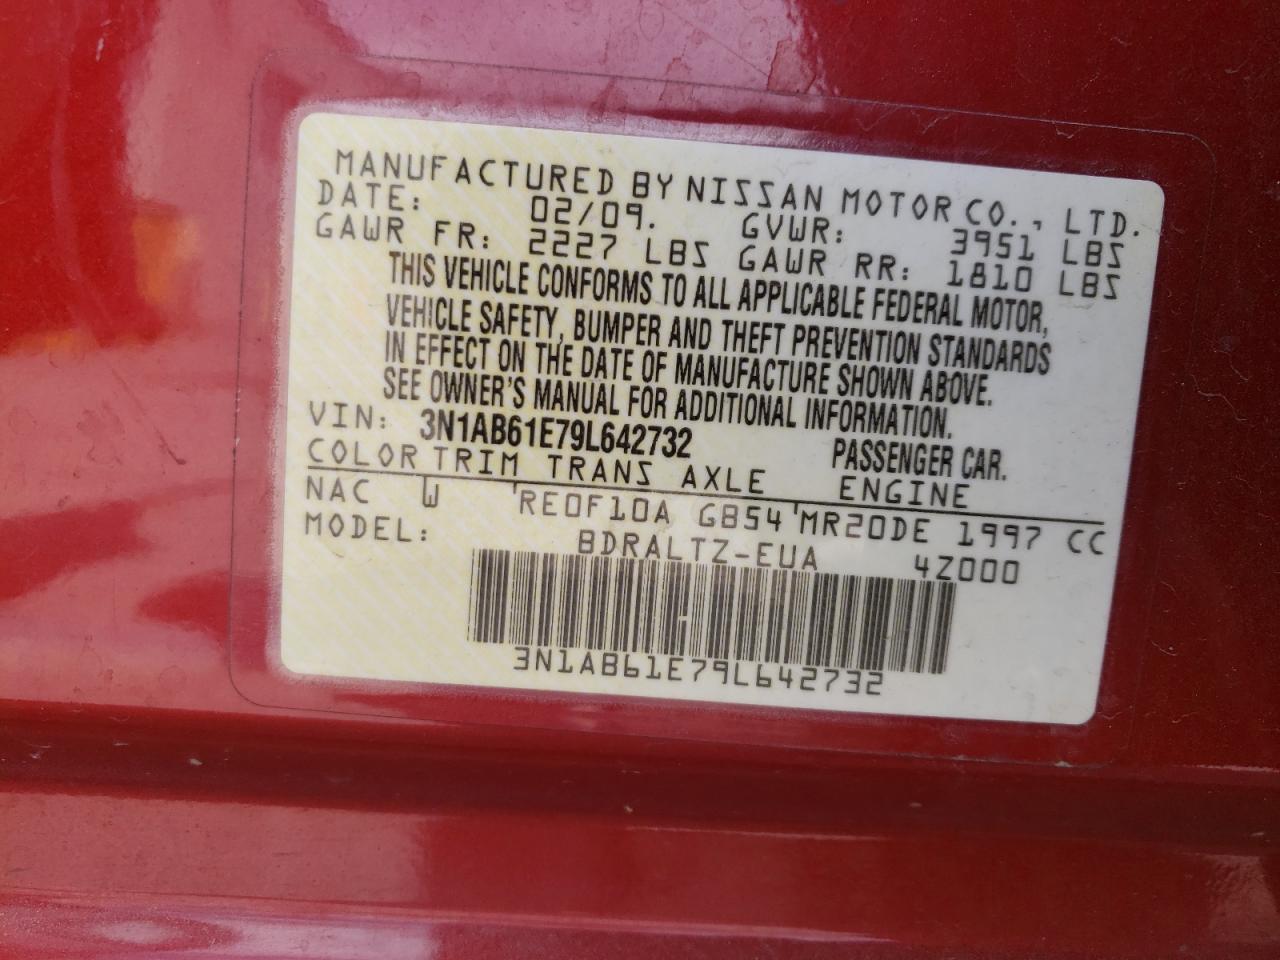 MANUFACTURED BY NISSAN MOTOR CO., LTD.
DATE: 02/09. GVWR: 3951 LBS
GAWR FR: 2227 LBS GAWR RR: 1810 LBS
THIS VEHICLE CONFORMS TO ALL APPLICABLE FEDERAL MOTOR,
VEHICLE SAFETY, BUMPER AND THEFT PREVENTION STANDARDS
IN EFFECT ON THE DATE OF MANUFACTURE SHOWN ABOVE.
SEE OWNER'S MANUAL FOR ADDITIONAL INFORMATION.
VIN: 3N1AB61E79L642732 PASSENGER CAR.
COLOR TRIM TRANS AXLE ENGINE
NAC W RE0F10A GB54 MR20DE 1997 CC
MODEL: BDRALTZ-EUA 4Z000
3N1AB61E79L642732